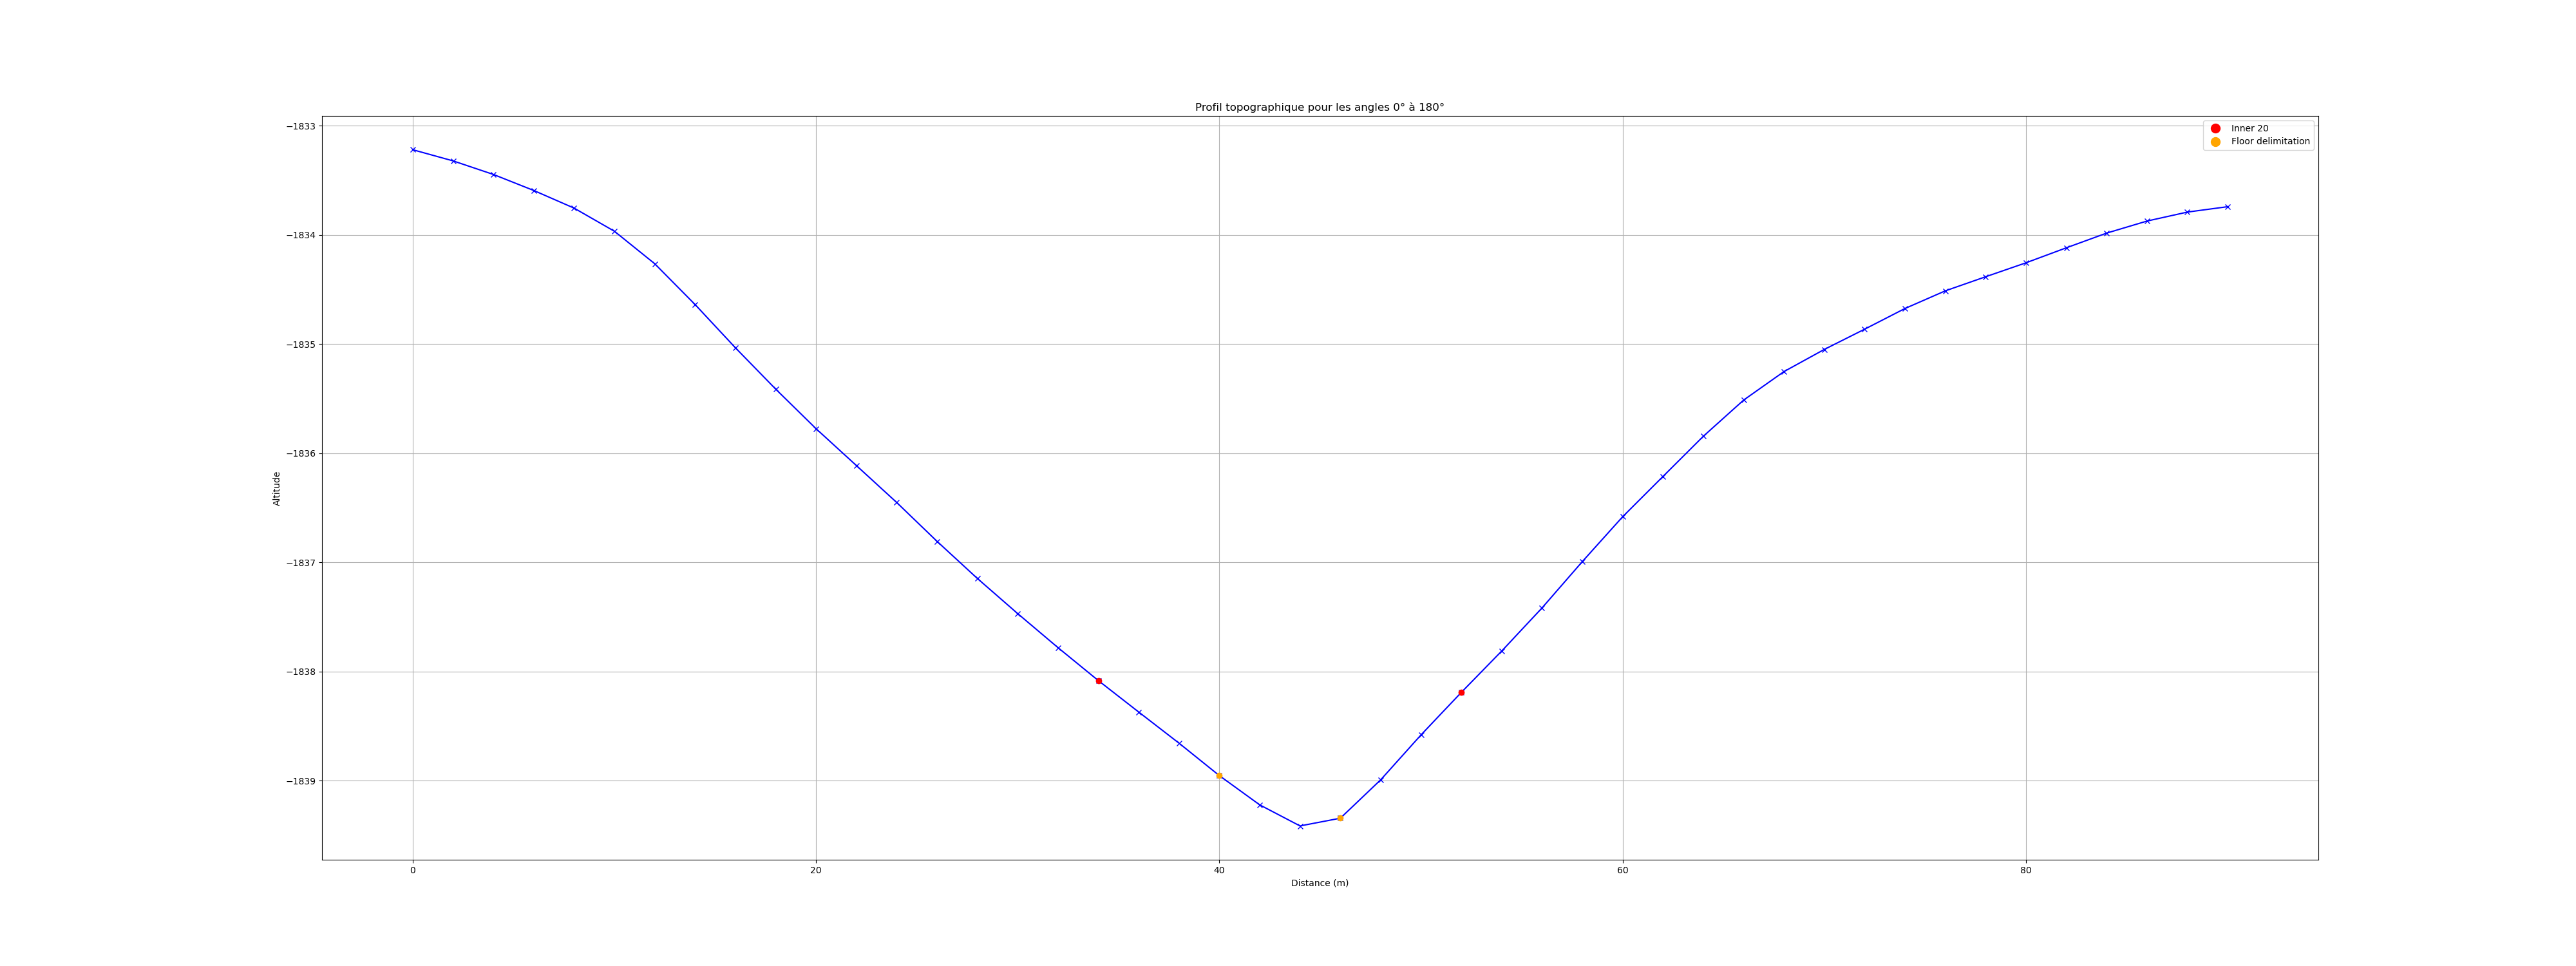 Profil topographique pour les angles 0° à 180°
Inner 20
Floor delimitation
−1833
−1834
−1835
−1836
−1837
−1838
−1839
Altitude
0 20 40 60 80
Distance (m)